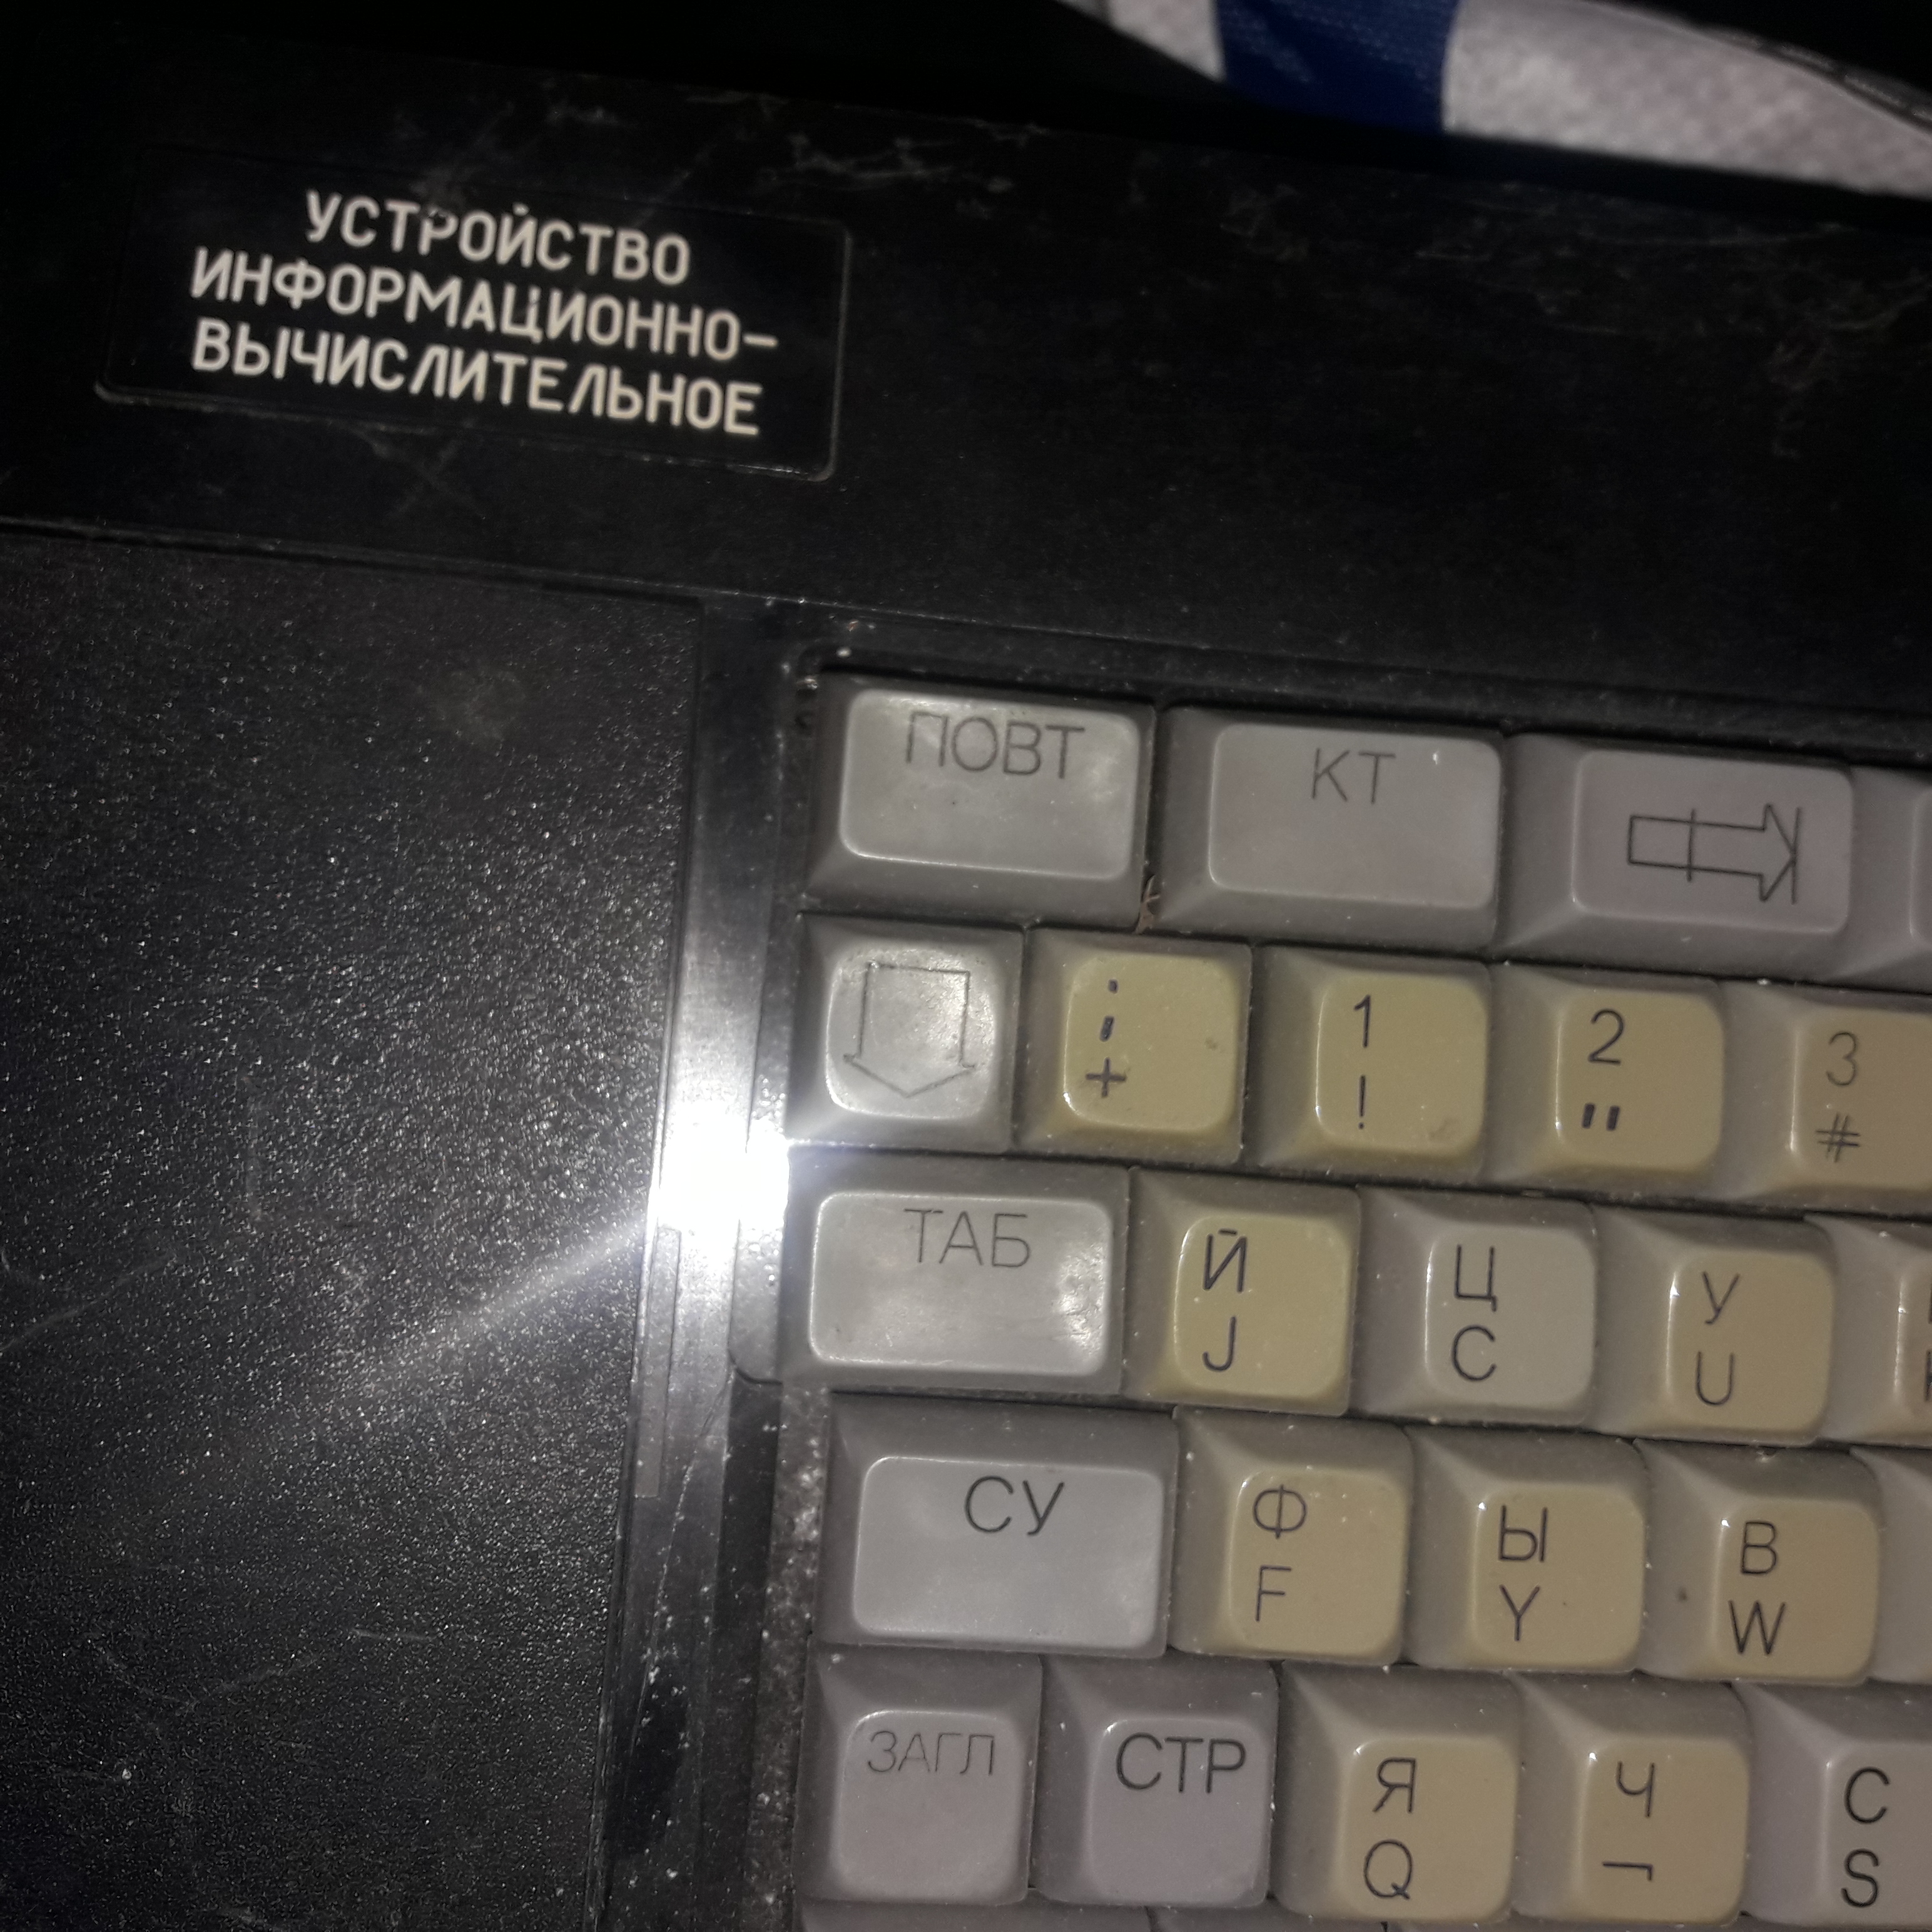 УСТРОЙСТВО
ИНФОРМАЦИОННО-
ВЫЧИСЛИТЕЛЬНОЕ
ПОВТ КТ
; + 1 ! 2 " 3 #
ТАБ Й J Ц C У U
СУ Ф F Ы Y В W
ЗАГЛ СТР Я Q Ч ¬ С S